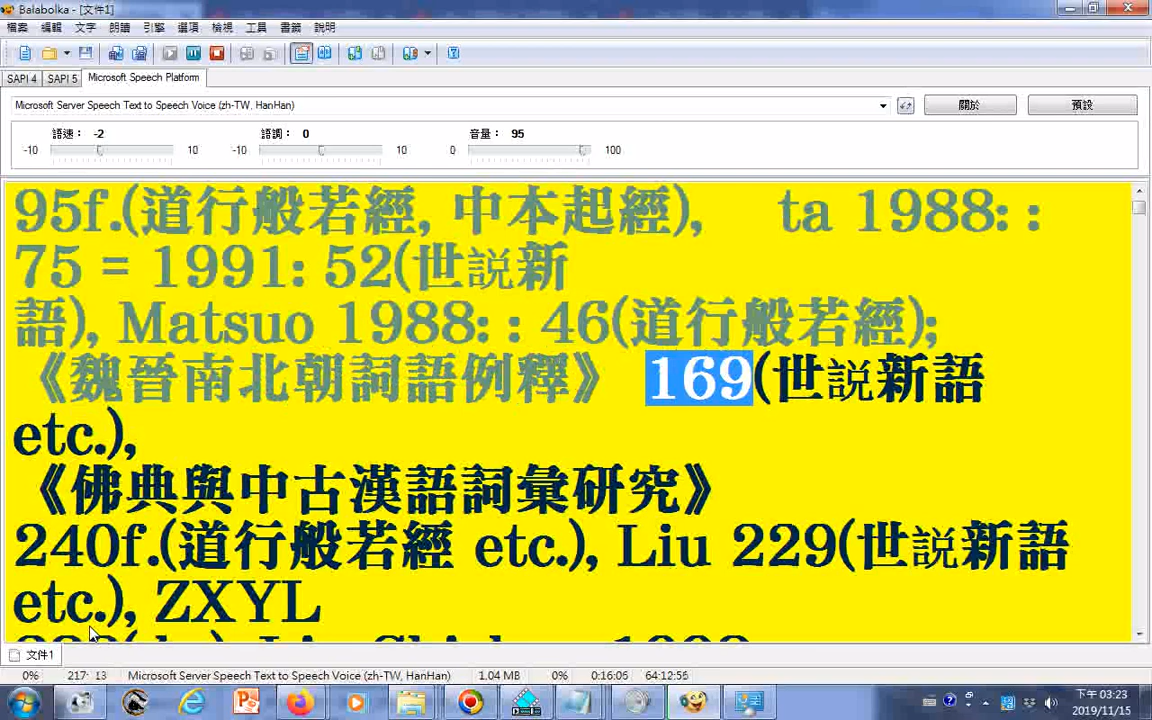 Balabolka - [文件1]
檔案 編輯 文字 朗讀 引擎 選項 檢視 工具 書籤 說明
SAPI 4 SAPI 5 Microsoft Speech Platform
Microsoft Server Speech Text to Speech Voice (zh-TW, HanHan) 關於 預設
語速： -2 語調： 0 音量： 95
-10 10 -10 10 0 100
95f.(道行般若經, 中本起經), ta 1988: :
75 = 1991: 52(世説新
語), Matsuo 1988: : 46(道行般若經);
《魏晉南北朝詞語例釋》 169(世説新語
etc.),
《佛典與中古漢語詞彙研究》
240f.(道行般若經 etc.), Liu 229(世説新語
etc.), ZXYL
文件1
0% 217: 13 Microsoft Server Speech Text to Speech Voice (zh-TW, HanHan) 1.04 MB 0% 0:16:05 64:12:55
下午 03:23
2019/11/15